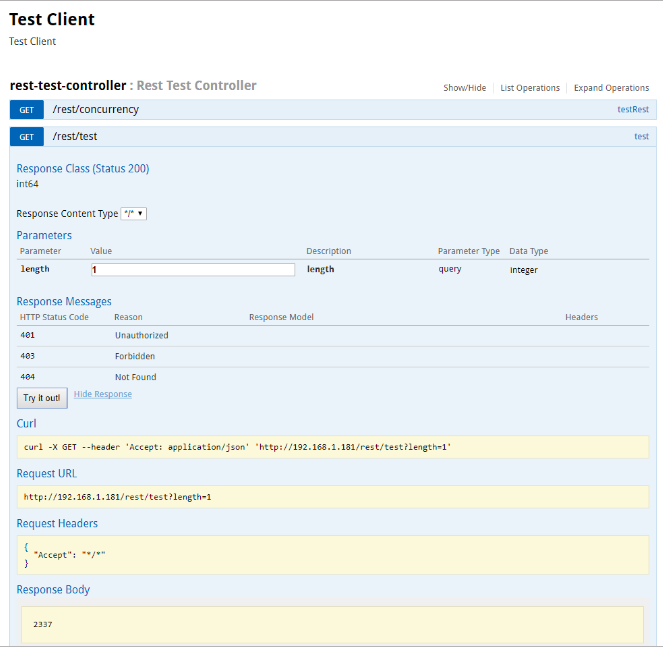 Test Client
Test Client
rest-test-controller : Rest Test Controller Show/Hide List Operations Expand Operations
GET /rest/concurrency testRest
GET /rest/test test
Response Class (Status 200)
int64
Response Content Type */* ▼
Parameters
Parameter Value Description Parameter Type Data Type
length 1 length query integer
Response Messages
HTTP Status Code Reason Response Model Headers
401 Unauthorized
403 Forbidden
404 Not Found
Try it out! Hide Response
Curl
curl -X GET --header 'Accept: application/json' 'http://192.168.1.181/rest/test?length=1'
Request URL
http://192.168.1.181/rest/test?length=1
Request Headers
{
"Accept": "*/*"
}
Response Body
2337